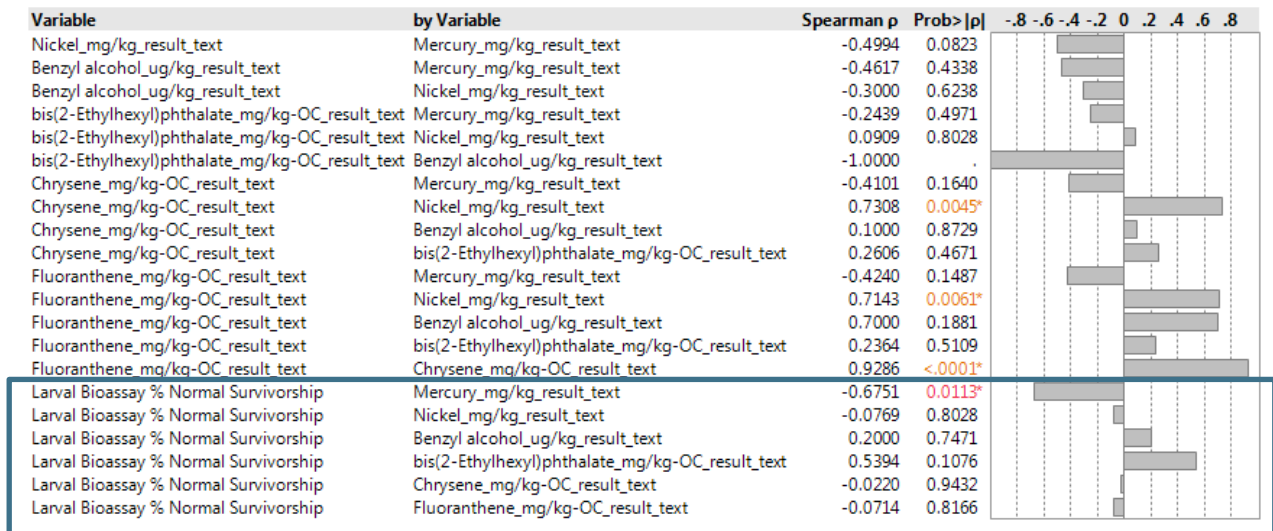 Variable by Variable Spearman ρ Prob>|ρ| -.8 -.6 -.4 -.2 0 .2 .4 .6 .8
Nickel_mg/kg_result_text Mercury_mg/kg_result_text -0.4994 0.0823
Benzyl alcohol_ug/kg_result_text Mercury_mg/kg_result_text -0.4617 0.4338
Benzyl alcohol_ug/kg_result_text Nickel_mg/kg_result_text -0.3000 0.6238
bis(2-Ethylhexyl)phthalate_mg/kg-OC_result_text Mercury_mg/kg_result_text -0.2439 0.4971
bis(2-Ethylhexyl)phthalate_mg/kg-OC_result_text Nickel_mg/kg_result_text 0.0909 0.8028
bis(2-Ethylhexyl)phthalate_mg/kg-OC_result_text Benzyl alcohol_ug/kg_result_text -1.0000 .
Chrysene_mg/kg-OC_result_text Mercury_mg/kg_result_text -0.4101 0.1640
Chrysene_mg/kg-OC_result_text Nickel_mg/kg_result_text 0.7308 0.0045*
Chrysene_mg/kg-OC_result_text Benzyl alcohol_ug/kg_result_text 0.1000 0.8729
Chrysene_mg/kg-OC_result_text bis(2-Ethylhexyl)phthalate_mg/kg-OC_result_text 0.2606 0.4671
Fluoranthene_mg/kg-OC_result_text Mercury_mg/kg_result_text -0.4240 0.1487
Fluoranthene_mg/kg-OC_result_text Nickel_mg/kg_result_text 0.7143 0.0061*
Fluoranthene_mg/kg-OC_result_text Benzyl alcohol_ug/kg_result_text 0.7000 0.1881
Fluoranthene_mg/kg-OC_result_text bis(2-Ethylhexyl)phthalate_mg/kg-OC_result_text 0.2364 0.5109
Fluoranthene_mg/kg-OC_result_text Chrysene_mg/kg-OC_result_text 0.9286 <.0001*
Larval Bioassay % Normal Survivorship Mercury_mg/kg_result_text -0.6751 0.0113*
Larval Bioassay % Normal Survivorship Nickel_mg/kg_result_text -0.0769 0.8028
Larval Bioassay % Normal Survivorship Benzyl alcohol_ug/kg_result_text 0.2000 0.7471
Larval Bioassay % Normal Survivorship bis(2-Ethylhexyl)phthalate_mg/kg-OC_result_text 0.5394 0.1076
Larval Bioassay % Normal Survivorship Chrysene_mg/kg-OC_result_text -0.0220 0.9432
Larval Bioassay % Normal Survivorship Fluoranthene_mg/kg-OC_result_text -0.0714 0.8166